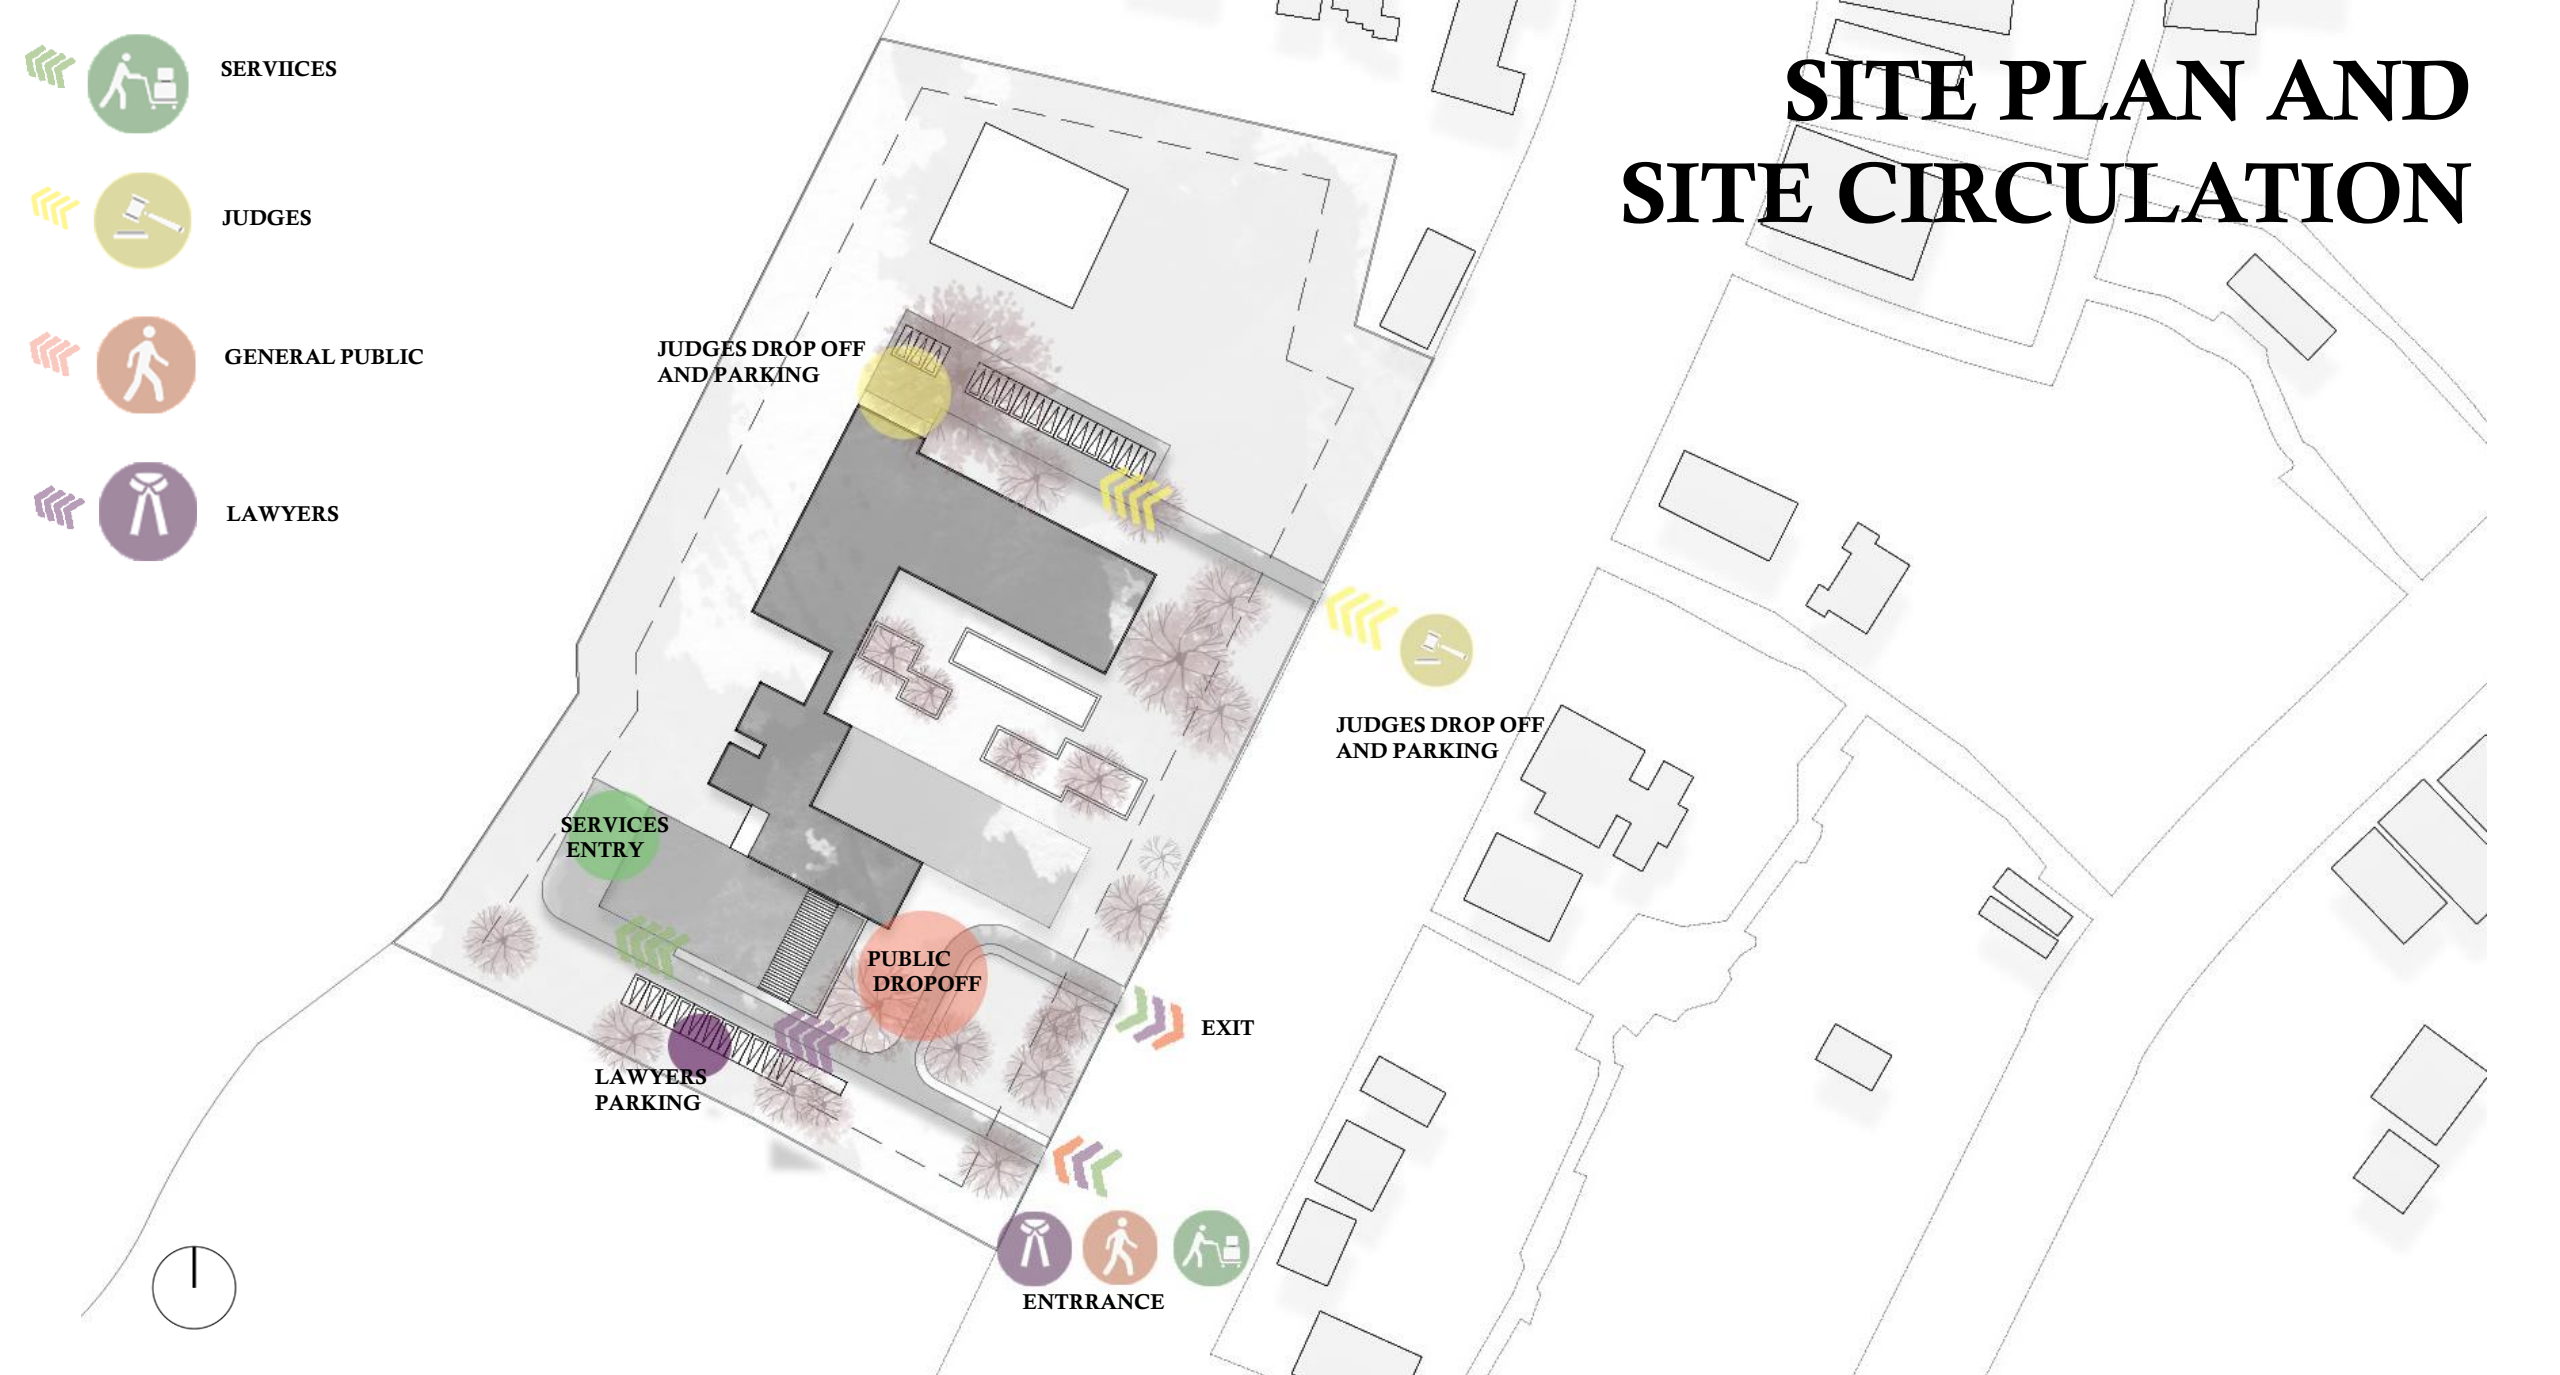 SITE PLAN AND
SITE CIRCULATION
SERVIICES
JUDGES
GENERAL PUBLIC
LAWYERS
JUDGES DROP OFF
AND PARKING
JUDGES DROP OFF
AND PARKING
SERVICES
ENTRY
PUBLIC
DROPOFF
EXIT
LAWYERS
PARKING
ENTRRANCE